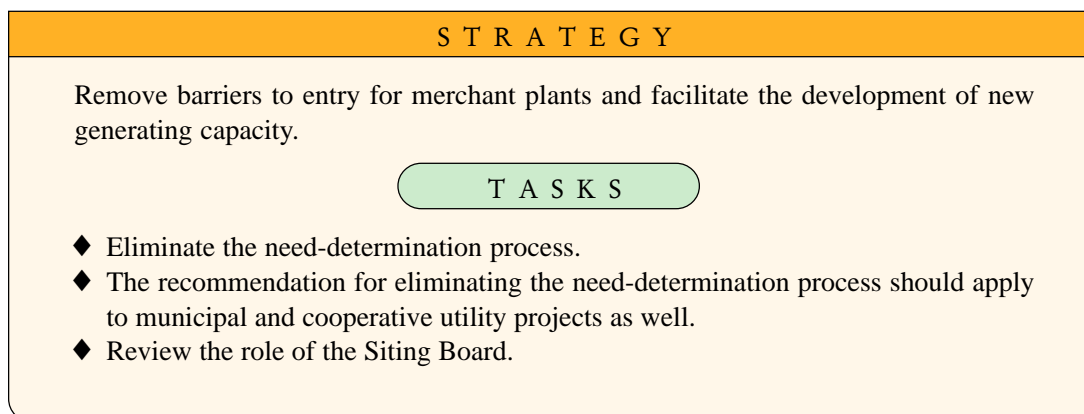 STRATEGY
Remove barriers to entry for merchant plants and facilitate the development of new
generating capacity.
TASKS
♦ Eliminate the need-determination process.
♦ The recommendation for eliminating the need-determination process should apply
to municipal and cooperative utility projects as well.
♦ Review the role of the Siting Board.